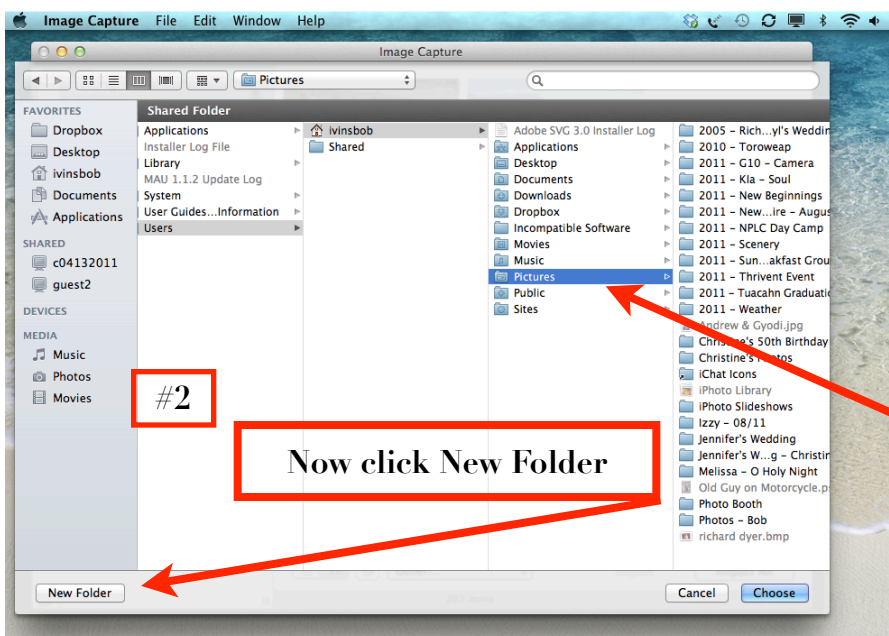 Image Capture File Edit Window Help
Image Capture
Pictures
FAVORITES
Dropbox
Desktop
ivinsbob
Documents
Applications
SHARED
c04132011
guest2
DEVICES
MEDIA
Music
Photos
Movies
Shared Folder
Applications
Installer Log File
Library
MAU 1.1.2 Update Log
System
User Guides...Information
Users
ivinsbob
Shared
Adobe SVG 3.0 Installer Log
Applications
Desktop
Documents
Downloads
Dropbox
Incompatible Software
Movies
Music
Pictures
Public
Sites
2005 – Rich...yl's Weddin
2010 – Toroweap
2011 – G10 – Camera
2011 – Kla – Soul
2011 – New Beginnings
2011 – New...ire – Augus
2011 – NPLC Day Camp
2011 – Scenery
2011 – Sun...akfast Grou
2011 – Thrivent Event
2011 – Tuacahn Graduatio
2011 – Weather
Andrew & Gyodi.jpg
Christine's 50th Birthday
Christine's Photos
iChat Icons
iPhoto Library
iPhoto Slideshows
Izzy – 08/11
Jennifer's Wedding
Jennifer's W...g – Christin
Melissa – O Holy Night
Old Guy on Motorcycle.p
Photo Booth
Photos – Bob
richard dyer.bmp
#2
Now click New Folder
New Folder
Cancel
Choose